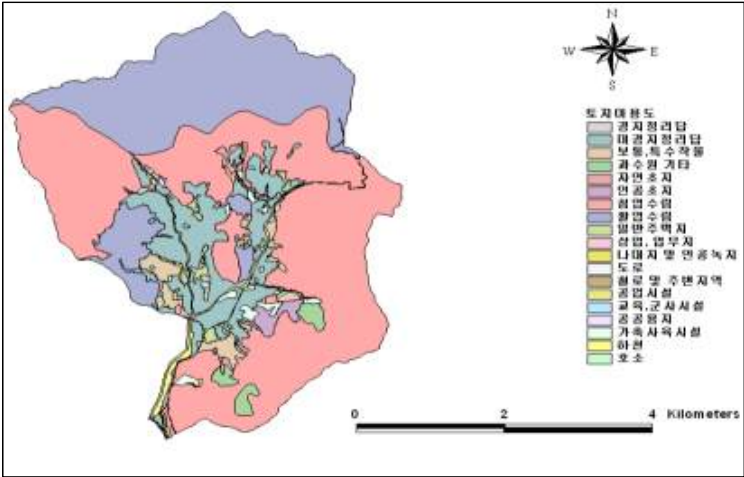 N
W E
S
토지이용도
경지정리답
미경지정리답
보통,특수작물
과수원 기타
자연초지
인공초지
침엽수림
활엽수림
일반주택지
상업, 업무지
나대지 및 인공녹지
도로
철로 및 주변지역
공업시설
교육,군사시설
공공용지
가축사육시설
하천
호소
0 2 4 Kilometers